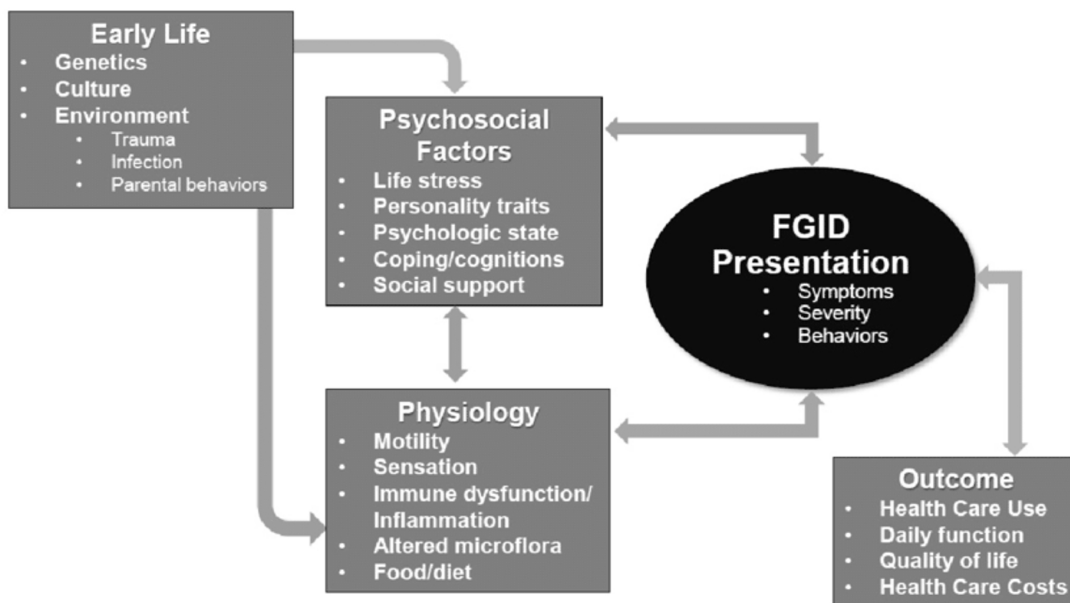 Early Life
• Genetics
• Culture
• Environment
• Trauma
• Infection
• Parental behaviors
Psychosocial
Factors
• Life stress
• Personality traits
• Psychologic state
• Coping/cognitions
• Social support
FGID
Presentation
• Symptoms
• Severity
• Behaviors
Physiology
• Motility
• Sensation
• Immune dysfunction/
Inflammation
• Altered microflora
• Food/diet
Outcome
• Health Care Use
• Daily function
• Quality of life
• Health Care Costs